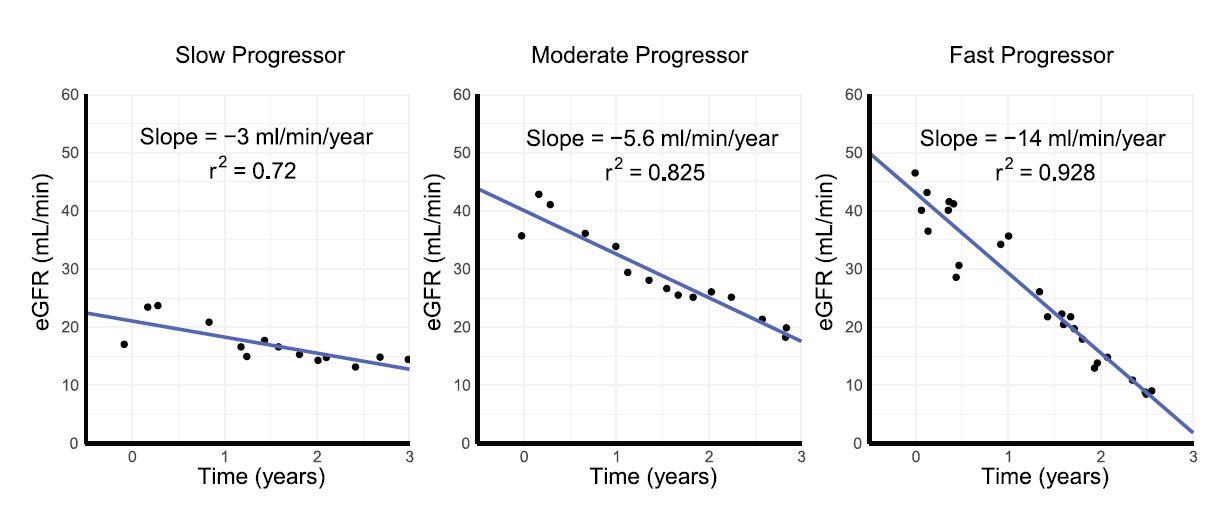 Slow Progressor
Slope = −3 ml/min/year
r² = 0.72
eGFR (mL/min)
60
50
40
30
20
10
0
0 1 2 3
Time (years)
Moderate Progressor
Slope = −5.6 ml/min/year
r² = 0.825
eGFR (mL/min)
60
50
40
30
20
10
0
0 1 2 3
Time (years)
Fast Progressor
Slope = −14 ml/min/year
r² = 0.928
eGFR (mL/min)
60
50
40
30
20
10
0
0 1 2 3
Time (years)